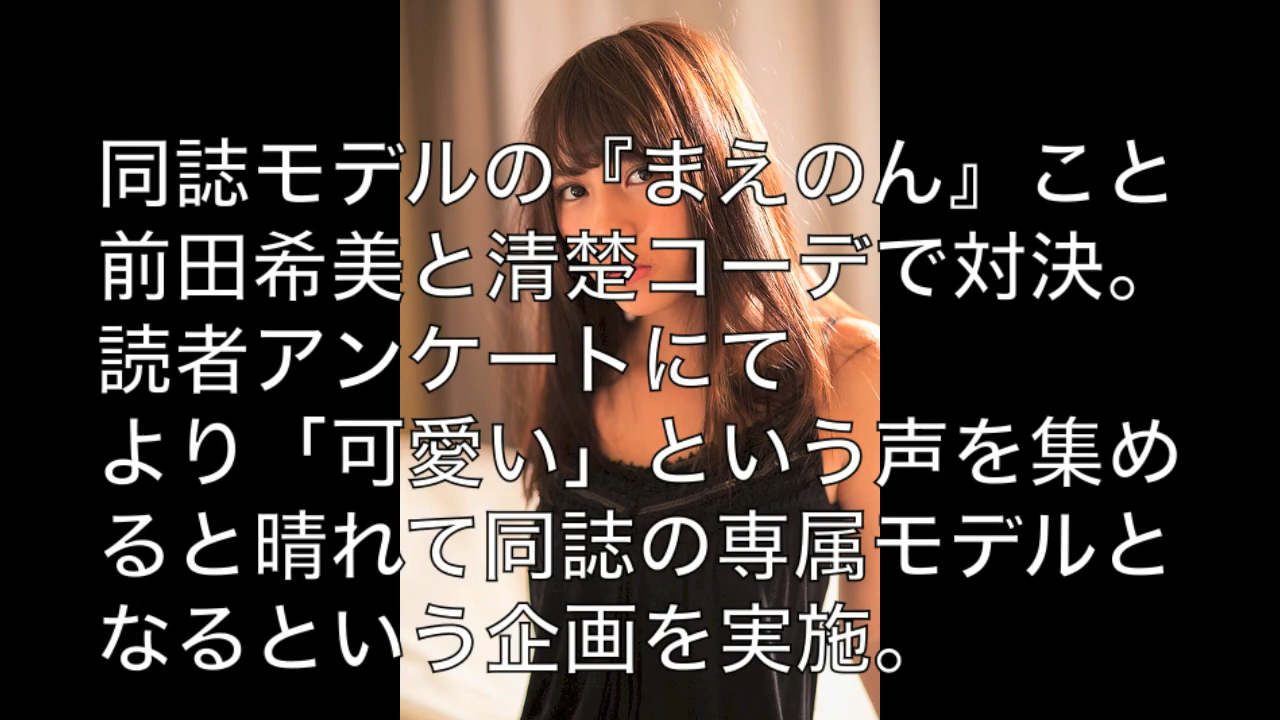 同誌モデルの『まえのん』こと
前田希美と清楚コーデで対決。
読者アンケートにて
より「可愛い」という声を集め
ると晴れて同誌の専属モデルと
なるという企画を実施。